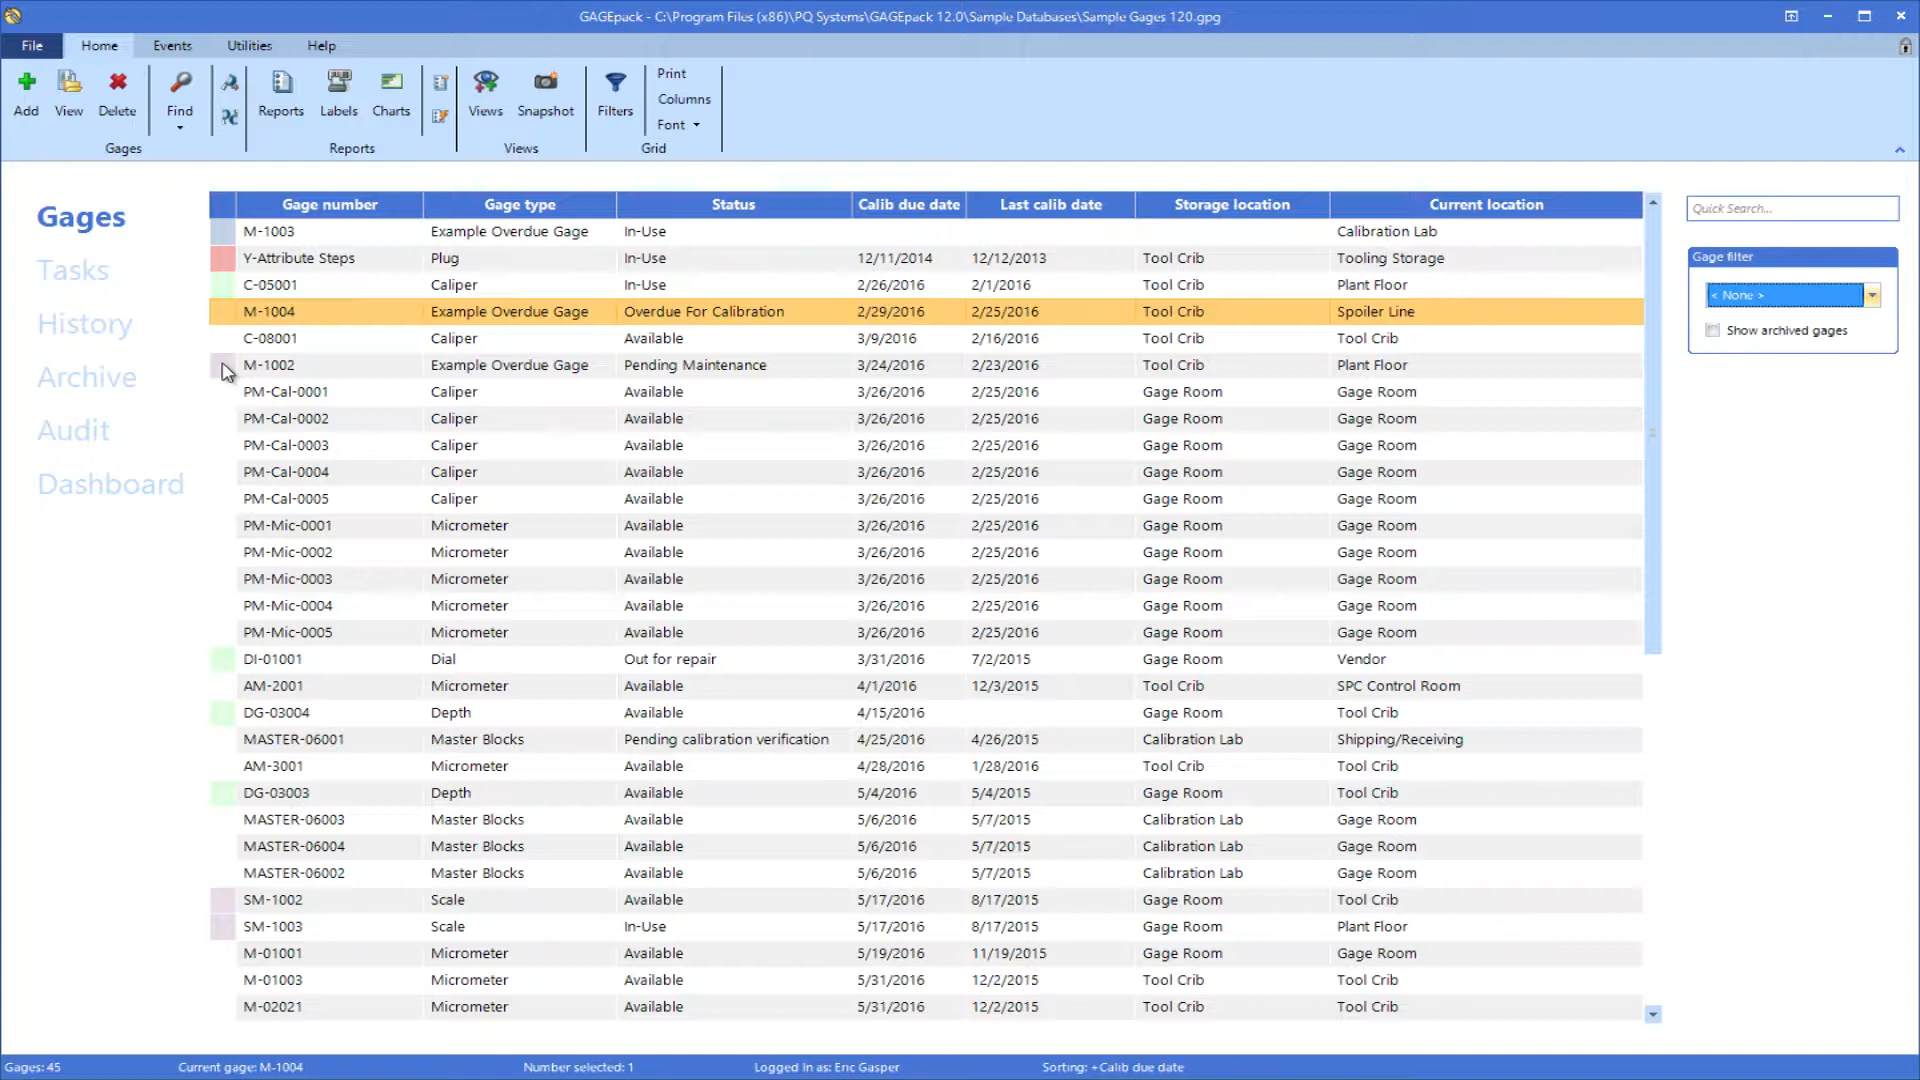 GAGEpack - C:\Program Files (x86)\PQ Systems\GAGEpack 12.0\Sample Databases\Sample Gages 120.gpg
File Home Events Utilities Help
Add View Delete Find Reports Labels Charts Views Snapshot Filters Print
Columns
Font
Gages Reports Views Grid
Gages
Tasks
History
Archive
Audit
Dashboard
Gage number Gage type Status Calib due date Last calib date Storage location Current location
M-1003 Example Overdue Gage In-Use Calibration Lab
Y-Attribute Steps Plug In-Use 12/11/2014 12/12/2013 Tool Crib Tooling Storage
C-05001 Caliper In-Use 2/26/2016 2/1/2016 Tool Crib Plant Floor
M-1004 Example Overdue Gage Overdue For Calibration 2/29/2016 2/25/2016 Tool Crib Spoiler Line
C-08001 Caliper Available 3/9/2016 2/16/2016 Tool Crib Tool Crib
M-1002 Example Overdue Gage Pending Maintenance 3/24/2016 2/23/2016 Tool Crib Plant Floor
PM-Cal-0001 Caliper Available 3/26/2016 2/25/2016 Gage Room Gage Room
PM-Cal-0002 Caliper Available 3/26/2016 2/25/2016 Gage Room Gage Room
PM-Cal-0003 Caliper Available 3/26/2016 2/25/2016 Gage Room Gage Room
PM-Cal-0004 Caliper Available 3/26/2016 2/25/2016 Gage Room Gage Room
PM-Cal-0005 Caliper Available 3/26/2016 2/25/2016 Gage Room Gage Room
PM-Mic-0001 Micrometer Available 3/26/2016 2/25/2016 Gage Room Gage Room
PM-Mic-0002 Micrometer Available 3/26/2016 2/25/2016 Gage Room Gage Room
PM-Mic-0003 Micrometer Available 3/26/2016 2/25/2016 Gage Room Gage Room
PM-Mic-0004 Micrometer Available 3/26/2016 2/25/2016 Gage Room Gage Room
PM-Mic-0005 Micrometer Available 3/26/2016 2/25/2016 Gage Room Gage Room
DI-01001 Dial Out for repair 3/31/2016 7/2/2015 Gage Room Vendor
AM-2001 Micrometer Available 4/1/2016 12/3/2015 Tool Crib SPC Control Room
DG-03004 Depth Available 4/15/2016 Gage Room Tool Crib
MASTER-06001 Master Blocks Pending calibration verification 4/25/2016 4/26/2015 Calibration Lab Shipping/Receiving
AM-3001 Micrometer Available 4/28/2016 1/28/2016 Tool Crib Tool Crib
DG-03003 Depth Available 5/4/2016 5/4/2015 Gage Room Tool Crib
MASTER-06003 Master Blocks Available 5/6/2016 5/7/2015 Calibration Lab Gage Room
MASTER-06004 Master Blocks Available 5/6/2016 5/7/2015 Calibration Lab Gage Room
MASTER-06002 Master Blocks Available 5/6/2016 5/7/2015 Calibration Lab Gage Room
SM-1002 Scale Available 5/17/2016 8/17/2015 Gage Room Tool Crib
SM-1003 Scale In-Use 5/17/2016 8/17/2015 Gage Room Plant Floor
M-01001 Micrometer Available 5/19/2016 11/19/2015 Gage Room Gage Room
M-01003 Micrometer Available 5/31/2016 12/2/2015 Tool Crib Tool Crib
M-02021 Micrometer Available 5/31/2016 12/2/2015 Tool Crib Tool Crib
Quick Search...
Gage filter
< None >
Show archived gages
Gages: 45 Current gage: M-1004 Number selected: 1 Logged In as: Eric Gasper Sorting: +Calib due date